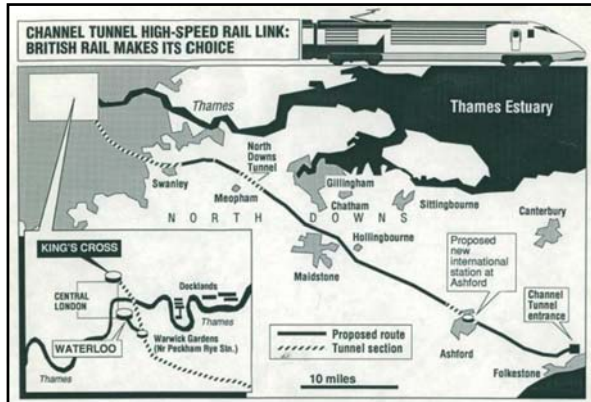 CHANNEL TUNNEL HIGH-SPEED RAIL LINK:
BRITISH RAIL MAKES ITS CHOICE
Thames
Thames Estuary
North
Downs
Tunnel
Swanley
Meopham
Gillingham
Chatham
Sittingbourne
Canterbury
NORTH DOWNS
Hollingbourne
Maidstone
Proposed
new
international
station at
Ashford
Channel
Tunnel
entrance
KING'S CROSS
CENTRAL
LONDON
Docklands
Thames
WATERLOO
Warwick Gardens
(Nr Peckham Rye Stn.)
Thames
Proposed route
Tunnel section
10 miles
Ashford
Folkestone